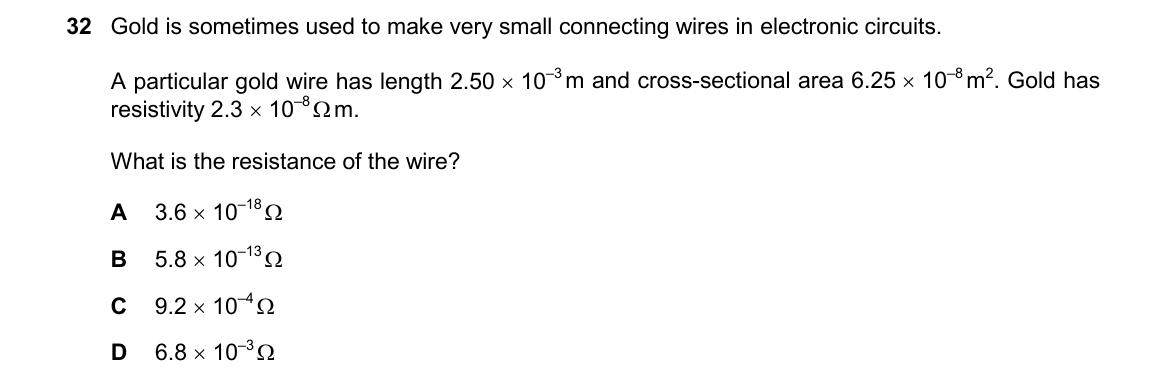 32 Gold is sometimes used to make very small connecting wires in electronic circuits.
A particular gold wire has length 2.50 × 10⁻³ m and cross-sectional area 6.25 × 10⁻⁸ m². Gold has
resistivity 2.3 × 10⁻⁸ Ω m.
What is the resistance of the wire?
A 3.6 × 10⁻¹⁸ Ω
B 5.8 × 10⁻¹³ Ω
C 9.2 × 10⁻⁴ Ω
D 6.8 × 10⁻³ Ω